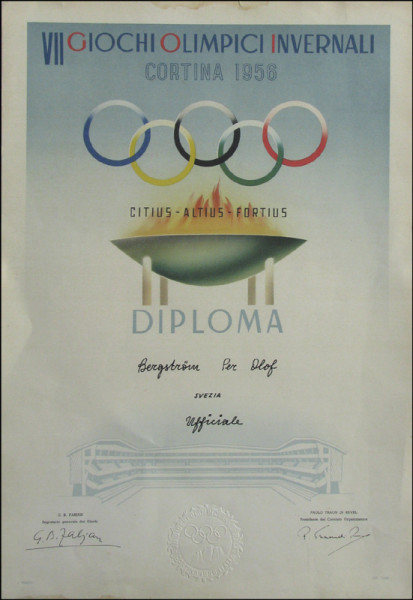 VII GIOCHI OLIMPICI INVERNALI
CORTINA 1956
CITIUS - ALTIUS - FORTIUS
DIPLOMA
Bergström Per Olof
SVEZIA
Ufficiale